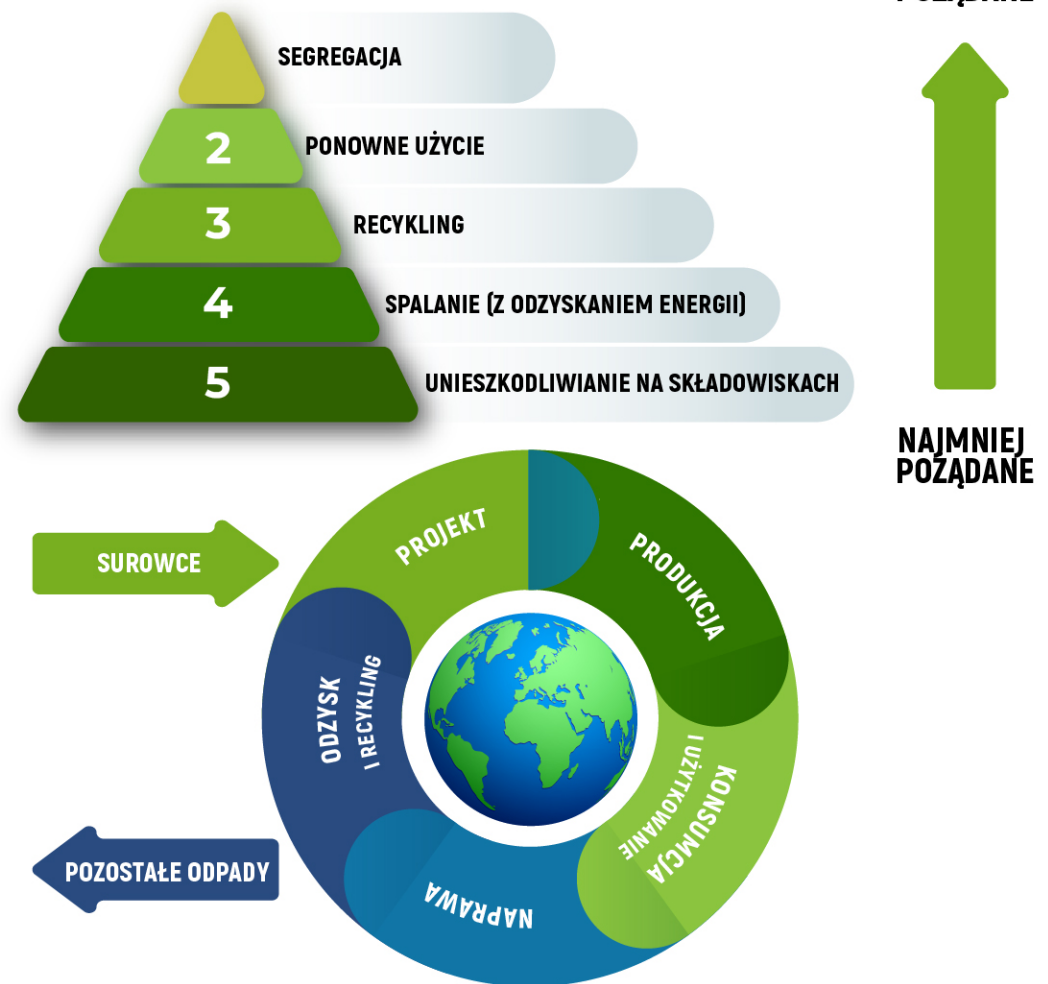 POŻĄDANE
SEGREGACJA
2
PONOWNE UŻYCIE
3
RECYKLING
4
SPALANIE (Z ODZYSKANIEM ENERGII)
5
UNIESZKODLIWIANIE NA SKŁADOWISKACH
NAJMNIEJ
POŻĄDANE
SUROWCE
PROJEKT
PRODUKCJA
KONSUMCJA
I UŻYTKOWANIE
NAPRAWA
ODZYSK
I RECYKLING
POZOSTAŁE ODPADY